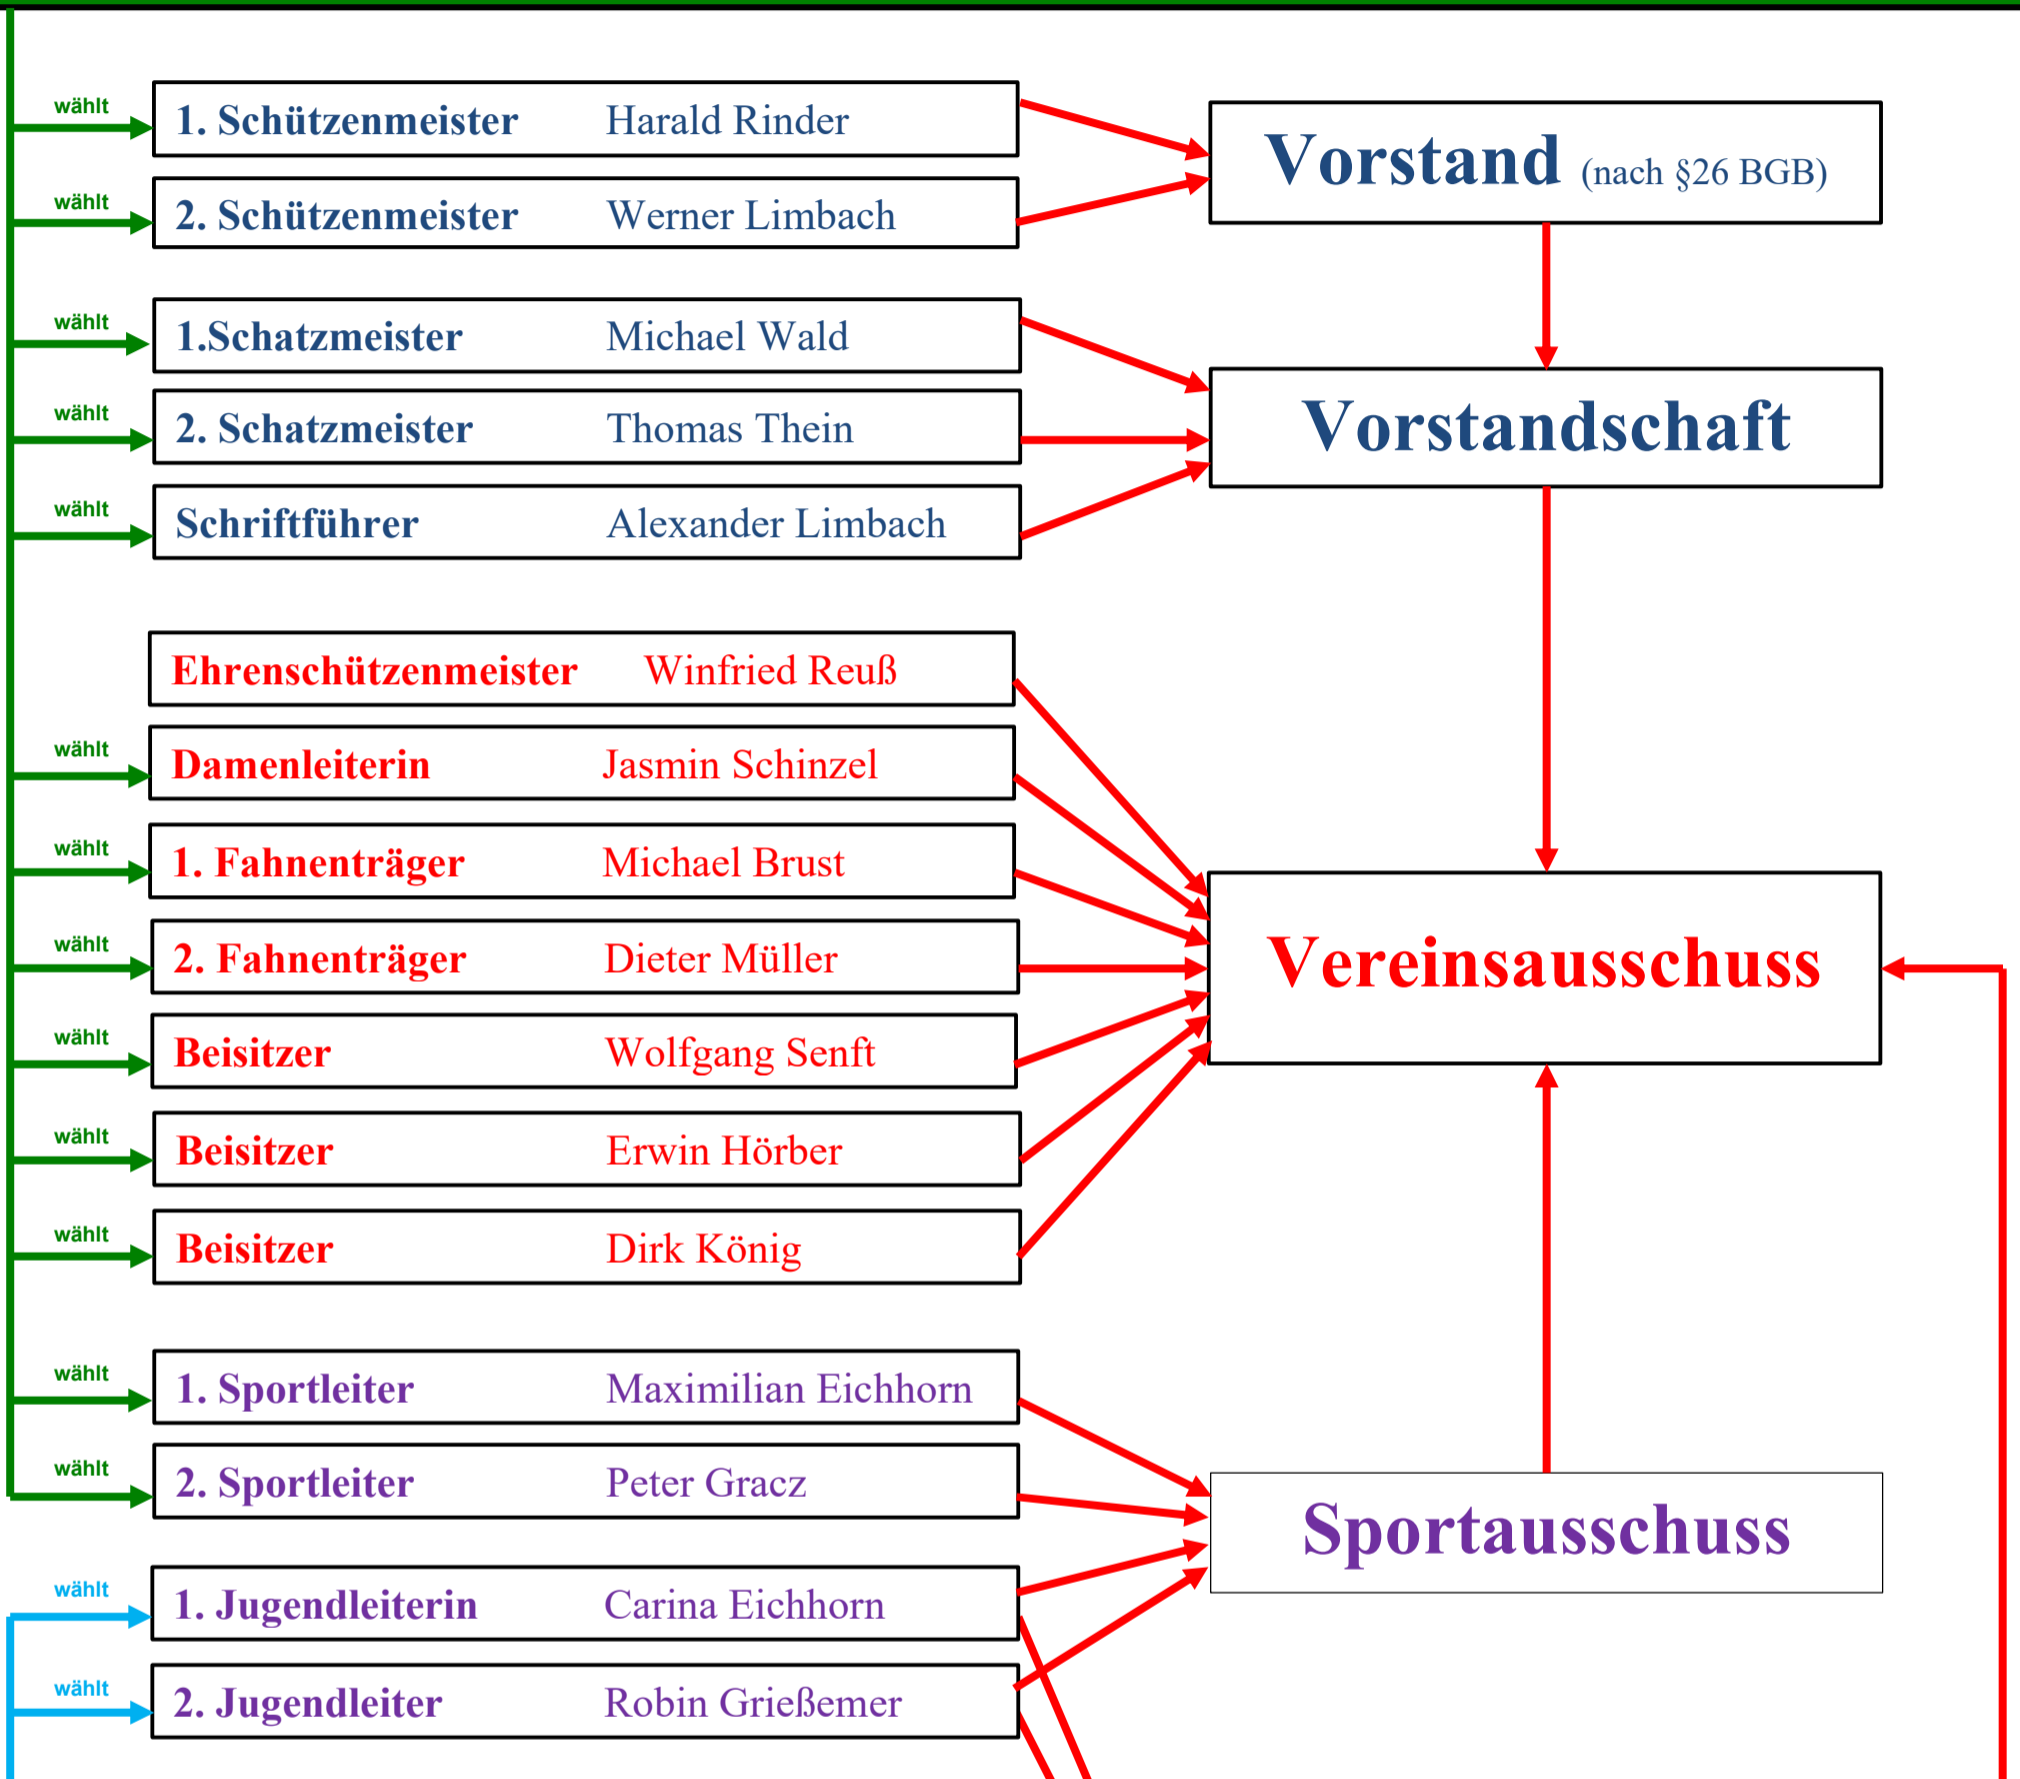 wählt
1. Schützenmeister Harald Rinder
Vorstand (nach §26 BGB)
wählt
2. Schützenmeister Werner Limbach
wählt
1.Schatzmeister Michael Wald
wählt
2. Schatzmeister Thomas Thein
Vorstandschaft
wählt
Schriftführer Alexander Limbach
Ehrenschützenmeister Winfried Reuß
wählt
Damenleiterin Jasmin Schinzel
wählt
1. Fahnenträger Michael Brust
wählt
2. Fahnenträger Dieter Müller
Vereinsausschuss
wählt
Beisitzer Wolfgang Senft
wählt
Beisitzer Erwin Hörber
wählt
Beisitzer Dirk König
wählt
1. Sportleiter Maximilian Eichhorn
wählt
2. Sportleiter Peter Gracz
Sportausschuss
wählt
1. Jugendleiterin Carina Eichhorn
wählt
2. Jugendleiter Robin Grießemer